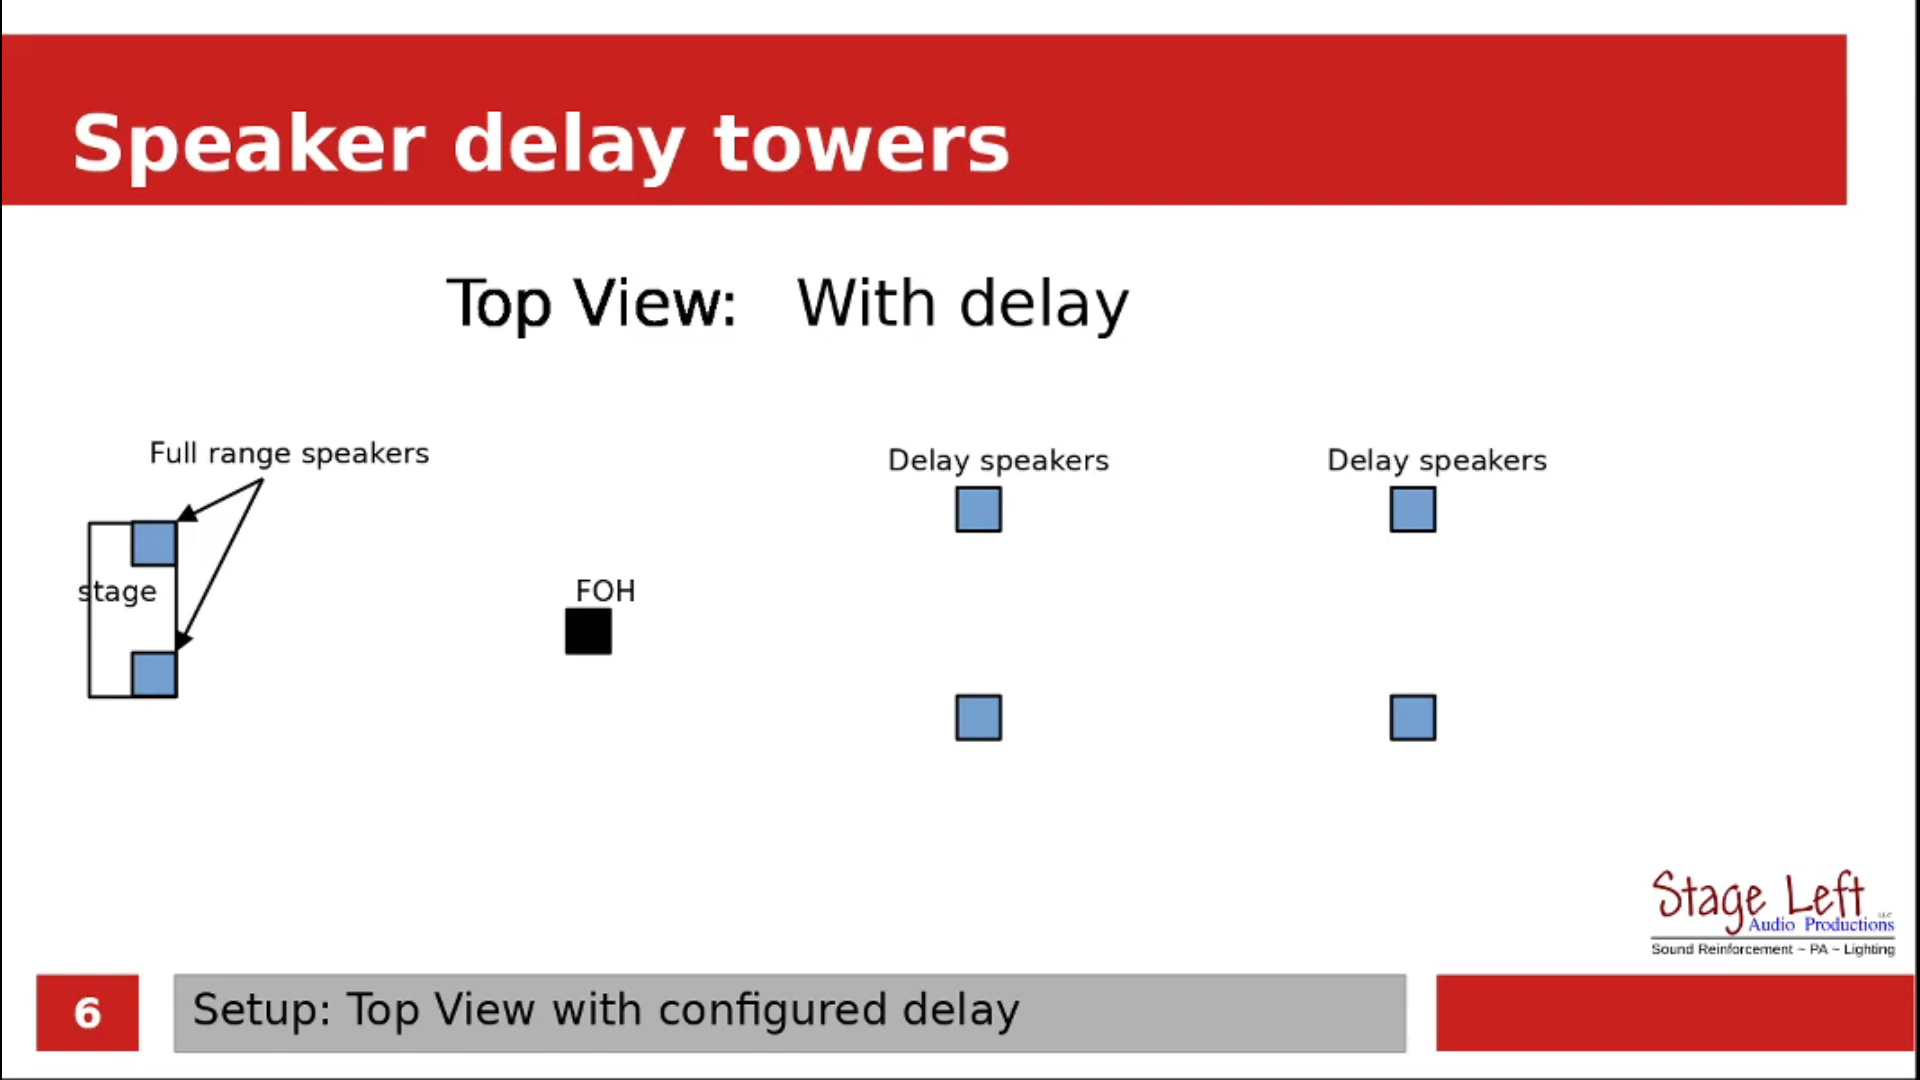 Speaker delay towers
Top View: With delay
Full range speakers
Delay speakers
Delay speakers
stage
FOH
Stage Left
LLC
Audio Productions
Sound Reinforcement ~ PA ~ Lighting
6
Setup: Top View with configured delay